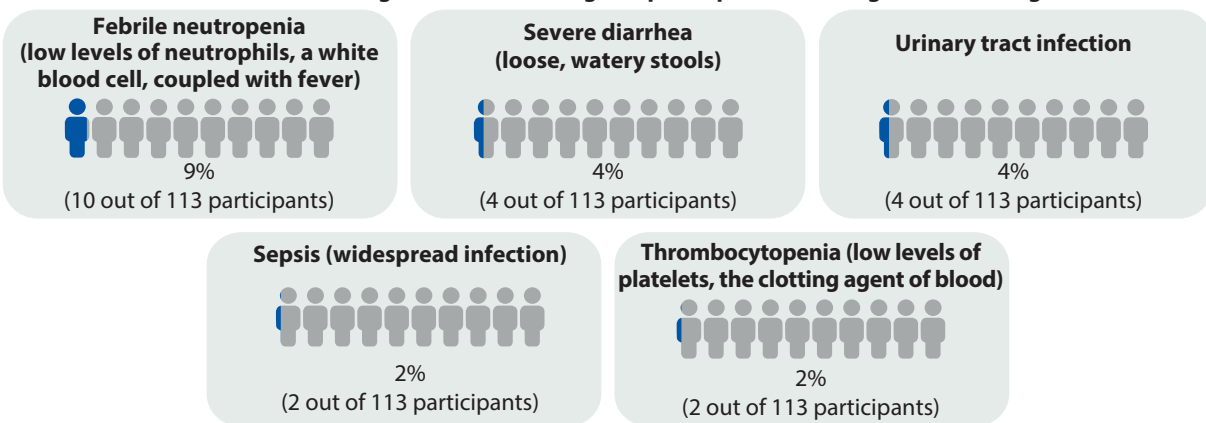 Febrile neutropenia
(low levels of neutrophils, a white
blood cell, coupled with fever)
9%
(10 out of 113 participants)
Severe diarrhea
(loose, watery stools)
4%
(4 out of 113 participants)
Urinary tract infection
4%
(4 out of 113 participants)
Sepsis (widespread infection)
2%
(2 out of 113 participants)
Thrombocytopenia (low levels of
platelets, the clotting agent of blood)
2%
(2 out of 113 participants)